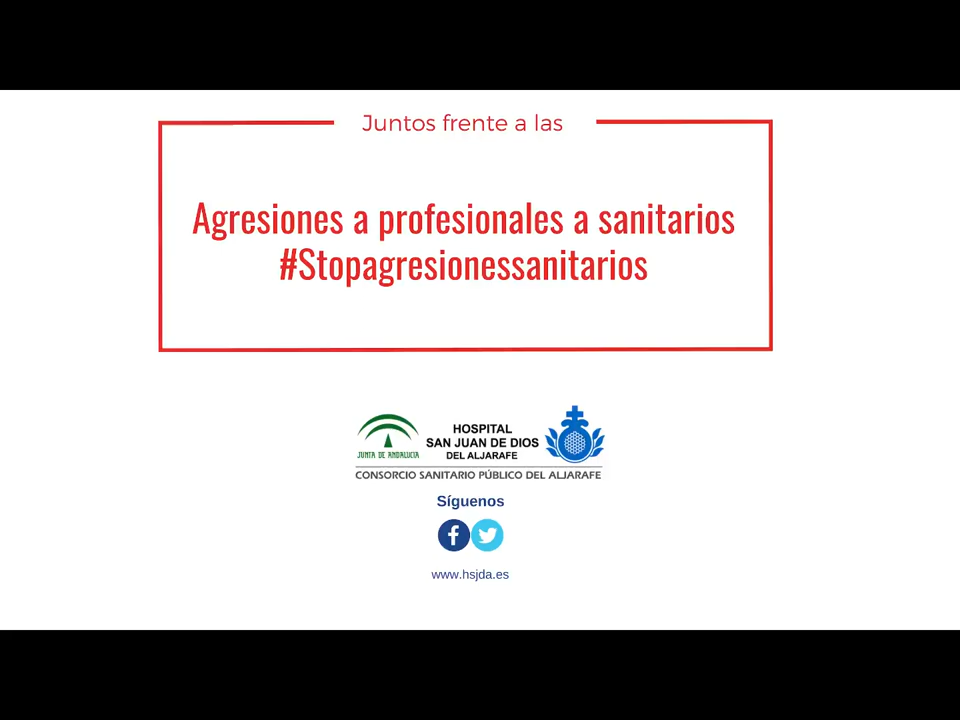 Juntos frente a las
Agresiones a profesionales a sanitarios
#Stopagresionessanitarios
JUNTA DE ANDALUCIA
HOSPITAL
SAN JUAN DE DIOS
DEL ALJARAFE
CONSORCIO SANITARIO PÚBLICO DEL ALJARAFE
Síguenos
www.hsjda.es